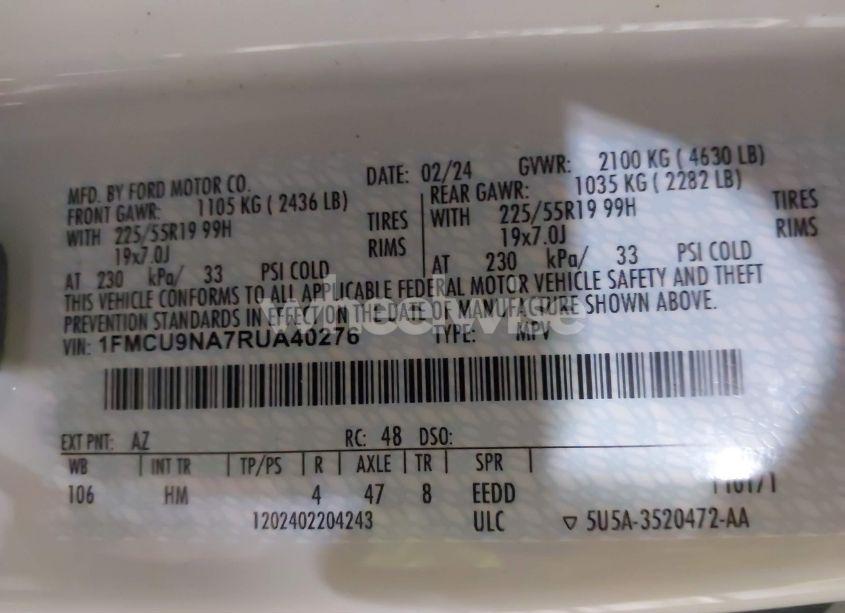 MFD. BY FORD MOTOR CO.
DATE: 02/24 GVWR: 2100 KG ( 4630 LB)
FRONT GAWR: 1105 KG ( 2436 LB) REAR GAWR: 1035 KG ( 2282 LB)
WITH 225/55R19 99H TIRES WITH 225/55R19 99H TIRES
19x7.0J RIMS 19x7.0J RIMS
AT 230 kPa/ 33 PSI COLD AT 230 kPa/ 33 PSI COLD
THIS VEHICLE CONFORMS TO ALL APPLICABLE FEDERAL MOTOR VEHICLE SAFETY AND THEFT
PREVENTION STANDARDS IN EFFECT ON THE DATE OF MANUFACTURE SHOWN ABOVE.
wheelwise
VIN: 1FMCU9NA7RUA40276 TYPE: MPV
EXT PNT: AZ RC: 48 DSO:
WB INT TR TP/PS R AXLE TR SPR
106 HM 4 47 8 EEDD
1202402204243 ULC ▽ 5U5A-3520472-AA